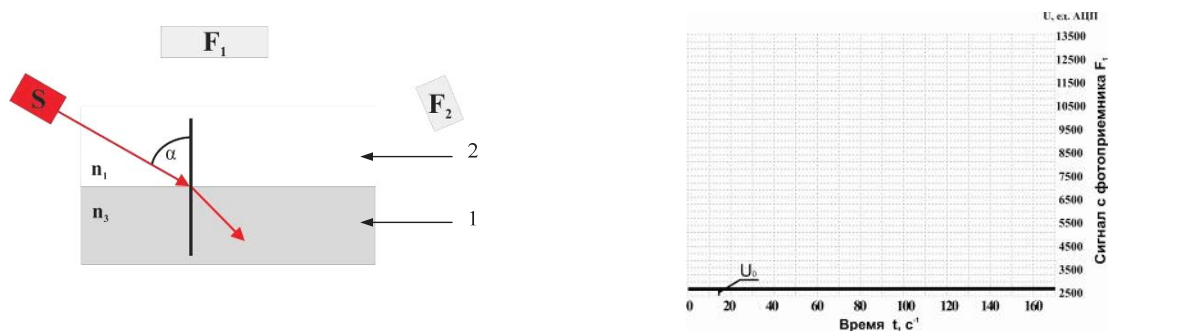 F₁
S
F₂
α
2
n₁
n₃
1
U, ед. АЦП
13500
12500
11500
10500
9500
8500
7500
6500
5500
4500
3500
2500
Сигнал с фотоприемника F₁
U₀
0 20 40 60 80 100 120 140 160
Время t, с⁻¹